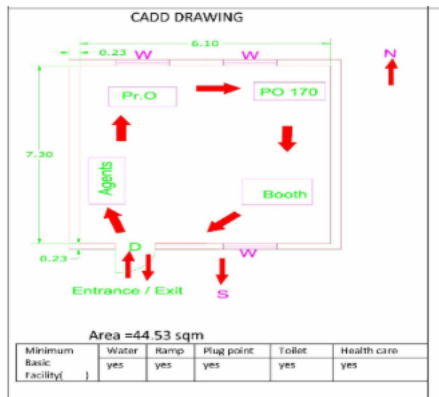 CADD DRAWING
6.10
0.23
W W
N
Pr.O
PO 170
7.30
Agents
Booth
D
W
0.23
Entrance / Exit
S
Area =44.53 sqm
Minimum Basic Facility( ) Water Ramp Plug point Toilet Health care
yes yes yes yes yes